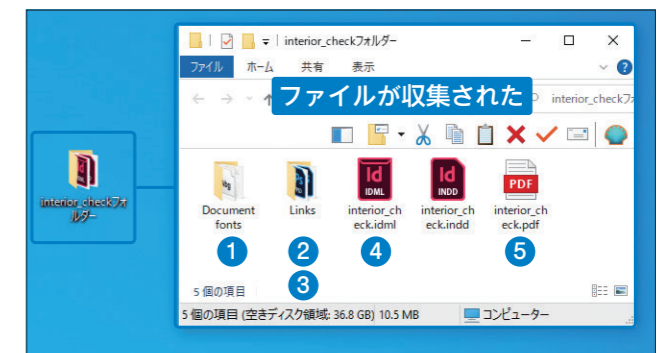 interior_checkフォルダー
ファイル ホーム 共有 表示
ファイルが収集された
interior_checkフ
interior_checkフォ
ルダー
Id
IDML
Id
INDD
PDF
Document
fonts
Links
interior_ch
eck.idml
interior_ch
eck.indd
interior_ch
eck.pdf
1 2 4 5
3
5 個の項目
5 個の項目 (空きディスク領域: 36.8 GB) 10.5 MB コンピューター